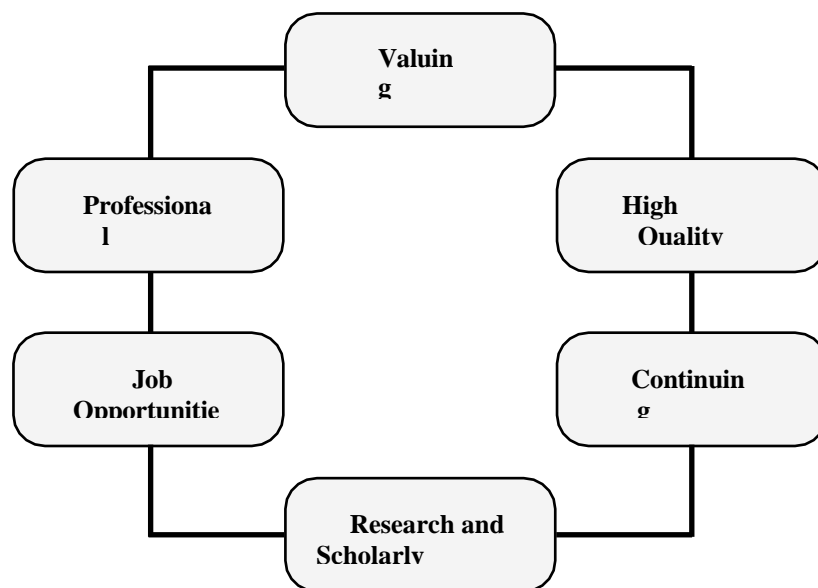 Valuin
g
Professiona
l
High
Quality
Job
Opportunitie
Continuin
g
Research and
Scholarly